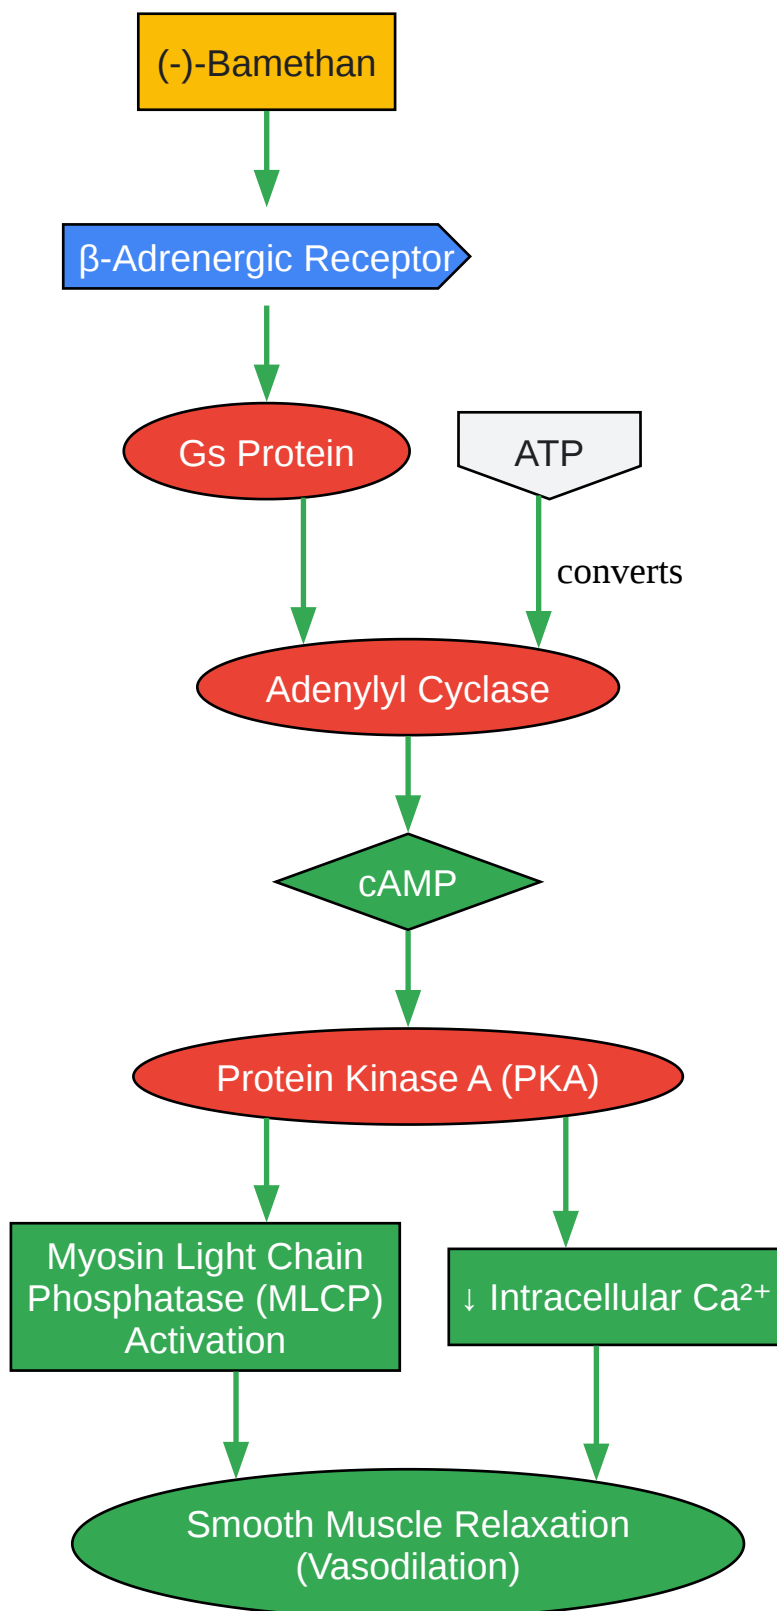 (-)-Bamethan
β-Adrenergic Receptor
Gs Protein
ATP
converts
Adenylyl Cyclase
cAMP
Protein Kinase A (PKA)
Myosin Light Chain
Phosphatase (MLCP)
Activation
↓ Intracellular Ca²⁺
Smooth Muscle Relaxation
(Vasodilation)